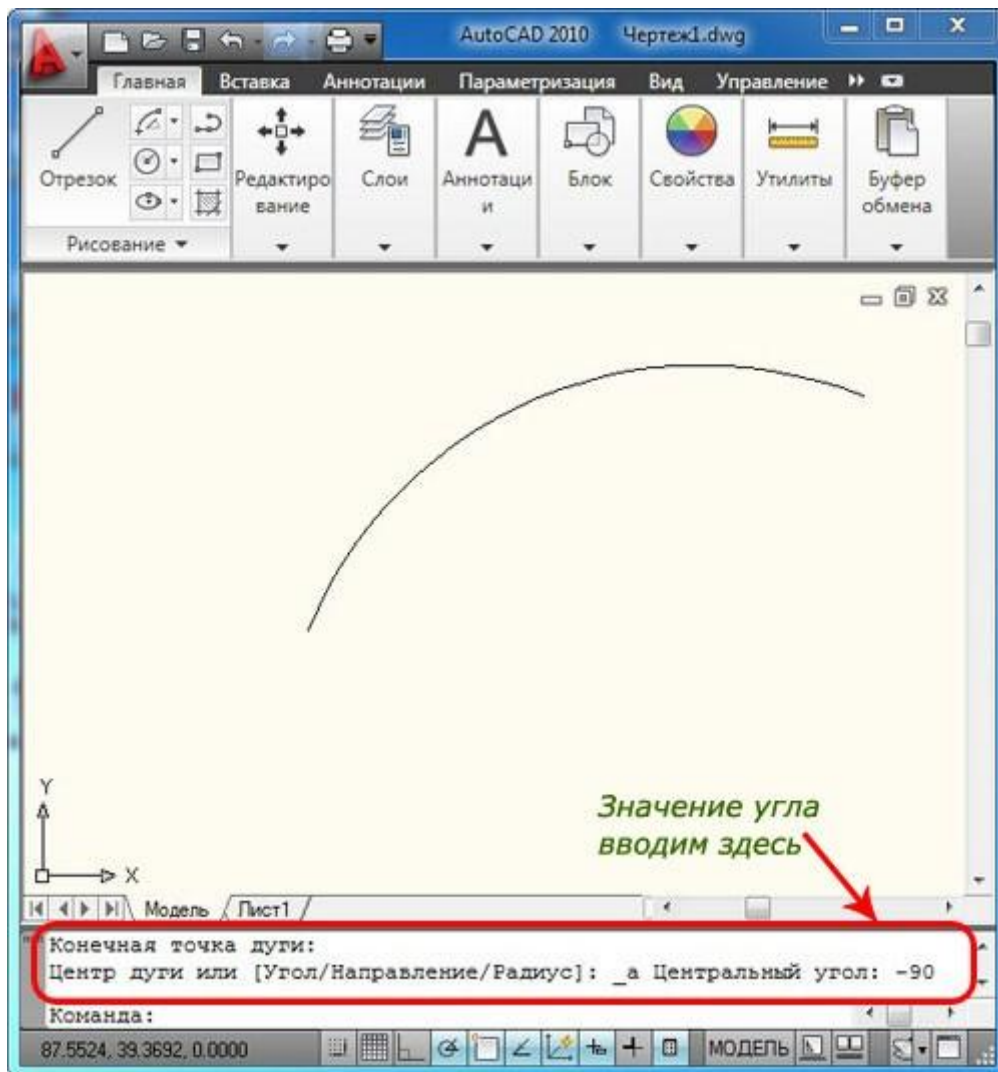 AutoCAD 2010 Чертеж1.dwg
Главная Вставка Аннотации Параметризация Вид Управление
Отрезок
Редактиро
вание
Слои
Аннотаци
и
Блок
Свойства
Утилиты
Буфер
обмена
Рисование
Y
X
Значение угла
вводим здесь
Модель Лист1
Конечная точка дуги:
Центр дуги или [Угол/Направление/Радиус]: _а Центральный угол: -90
Команда:
87.5524, 39.3692, 0.0000
МОДЕЛЬ